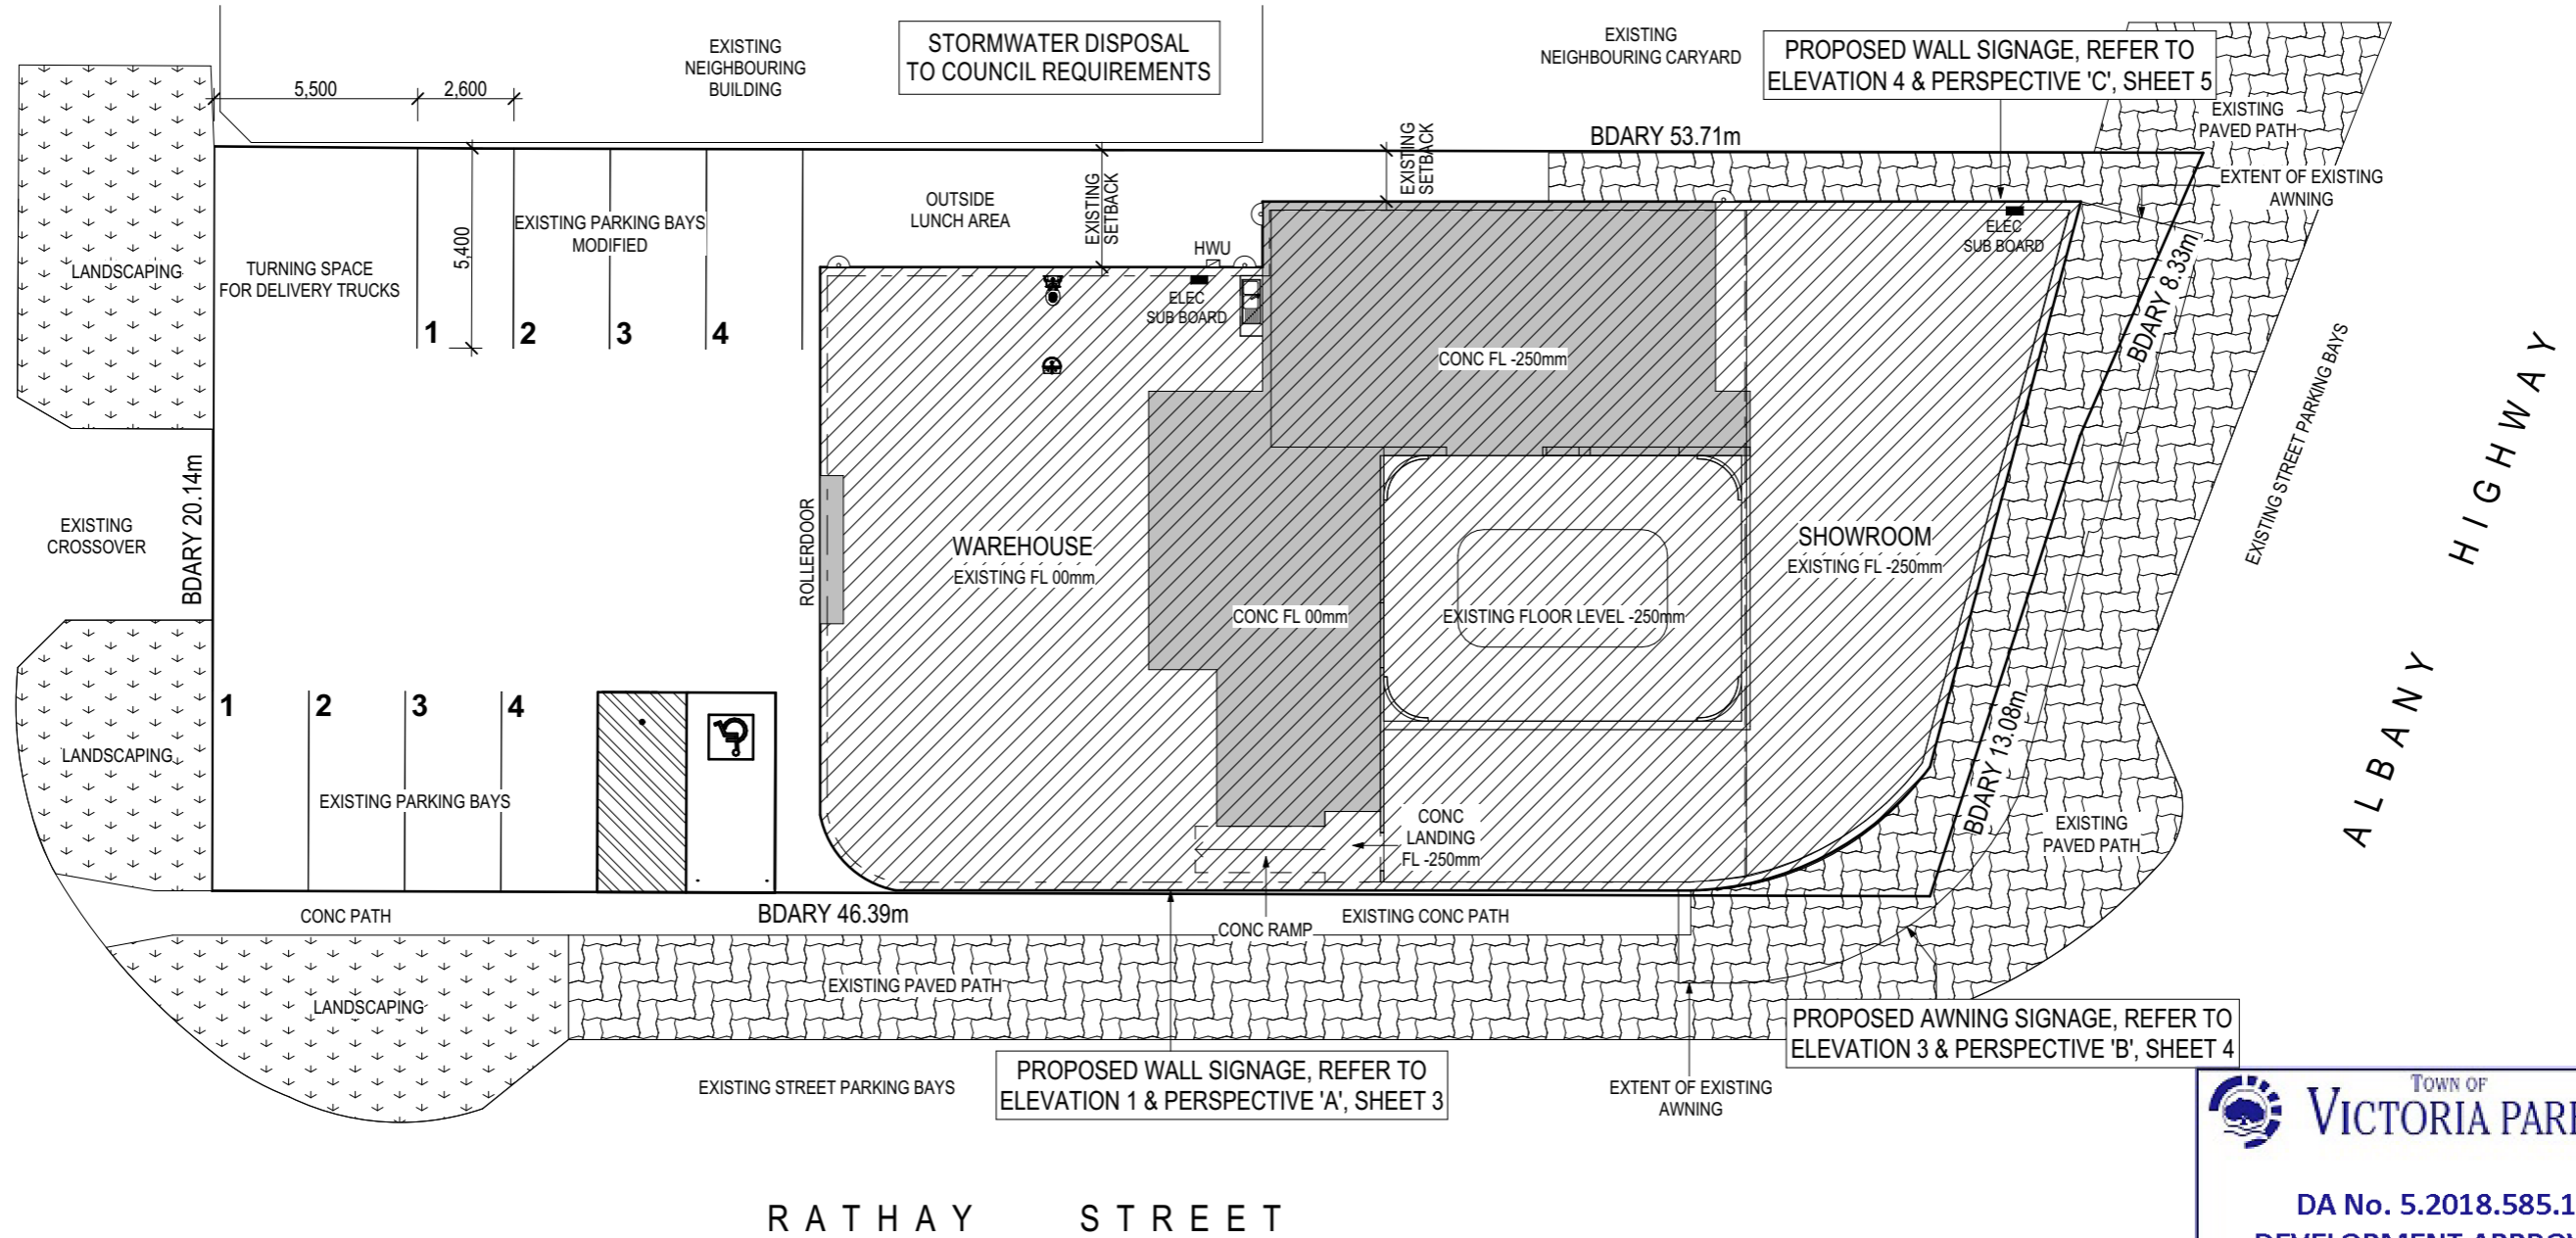 EXISTING
NEIGHBOURING
BUILDING
STORMWATER DISPOSAL
TO COUNCIL REQUIREMENTS
EXISTING
NEIGHBOURING CARYARD
PROPOSED WALL SIGNAGE, REFER TO
ELEVATION 4 & PERSPECTIVE 'C', SHEET 5
5,500
2,600
EXISTING
PAVED PATH
BDARY 53.71m
EXISTING
SETBACK
EXISTING
SETBACK
EXTENT OF EXISTING
AWNING
OUTSIDE
LUNCH AREA
EXISTING PARKING BAYS
MODIFIED
5,400
LANDSCAPING
TURNING SPACE
FOR DELIVERY TRUCKS
HWU
ELEC
SUB BOARD
ELEC
SUB BOARD
BDARY 8.33m
1
2
3
4
CONC FL -250mm
EXISTING STREET PARKING BAYS
ALBANY HIGHWAY
EXISTING
CROSSOVER
BDARY 20.14m
ROLLERDOOR
WAREHOUSE
EXISTING FL 00mm
SHOWROOM
EXISTING FL -250mm
CONC FL 00mm
EXISTING FLOOR LEVEL -250mm
1
2
3
4
LANDSCAPING
EXISTING PARKING BAYS
BDARY 13.08m
CONC
LANDING
FL -250mm
EXISTING
PAVED PATH
CONC PATH
BDARY 46.39m
CONC RAMP
EXISTING CONC PATH
LANDSCAPING
EXISTING PAVED PATH
PROPOSED AWNING SIGNAGE, REFER TO
ELEVATION 3 & PERSPECTIVE 'B', SHEET 4
EXISTING STREET PARKING BAYS
PROPOSED WALL SIGNAGE, REFER TO
ELEVATION 1 & PERSPECTIVE 'A', SHEET 3
EXTENT OF EXISTING
AWNING
RATHAY STREET
TOWN OF
VICTORIA PARK
DA No. 5.2018.585.1
DEVELOPMENT